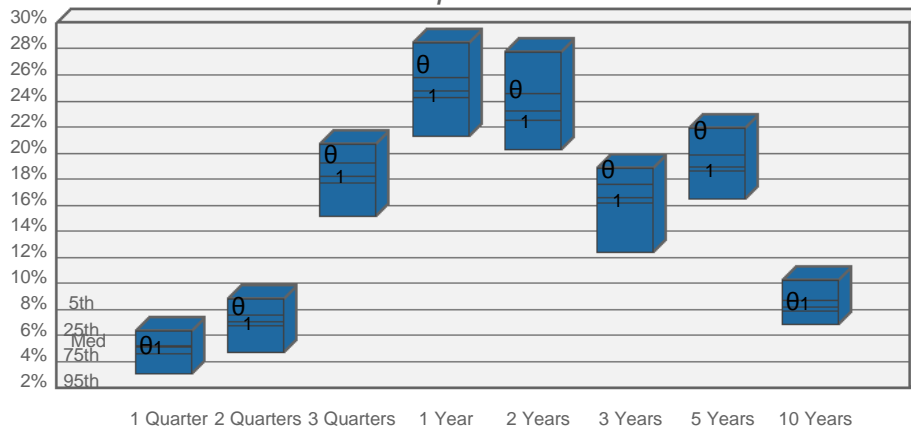 30%
28%
26%
24%
22%
20%
18%
16%
14%
12%
10%
8%
6%
4%
2%
5th
25th
Med
75th
95th
θ 1
θ 1
θ 1
θ 1
θ 1
θ 1
θ 1
θ 1
1 Quarter 2 Quarters 3 Quarters 1 Year 2 Years 3 Years 5 Years 10 Years